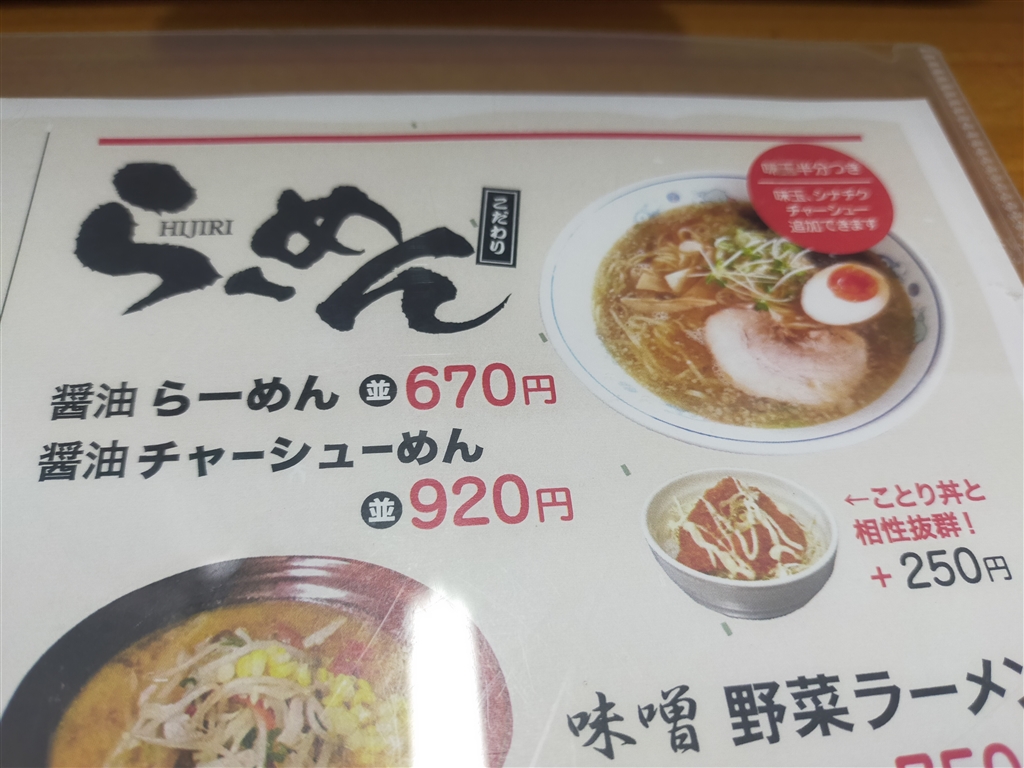 らーめん
HIJIRI
こだわり
味玉半分つき
味玉、シナチク
チャーシュー
追加できます
醤油 らーめん 並 670円
醤油 チャーシューめん
並 920円
←ことり丼と
相性抜群!
+250円
味噌 野菜ラーメン